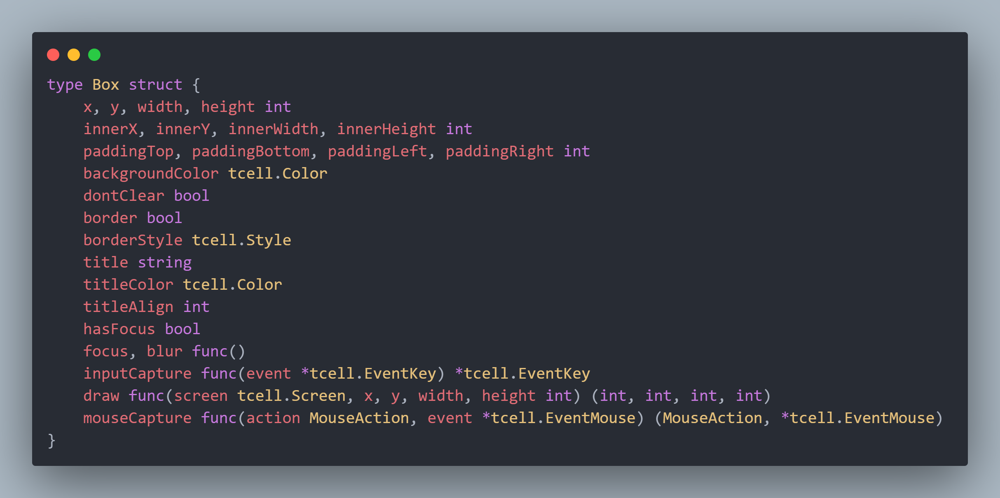 type Box struct {
    x, y, width, height int
    innerX, innerY, innerWidth, innerHeight int
    paddingTop, paddingBottom, paddingLeft, paddingRight int
    backgroundColor tcell.Color
    dontClear bool
    border bool
    borderStyle tcell.Style
    title string
    titleColor tcell.Color
    titleAlign int
    hasFocus bool
    focus, blur func()
    inputCapture func(event *tcell.EventKey) *tcell.EventKey
    draw func(screen tcell.Screen, x, y, width, height int) (int, int, int, int)
    mouseCapture func(action MouseAction, event *tcell.EventMouse) (MouseAction, *tcell.EventMouse)
}